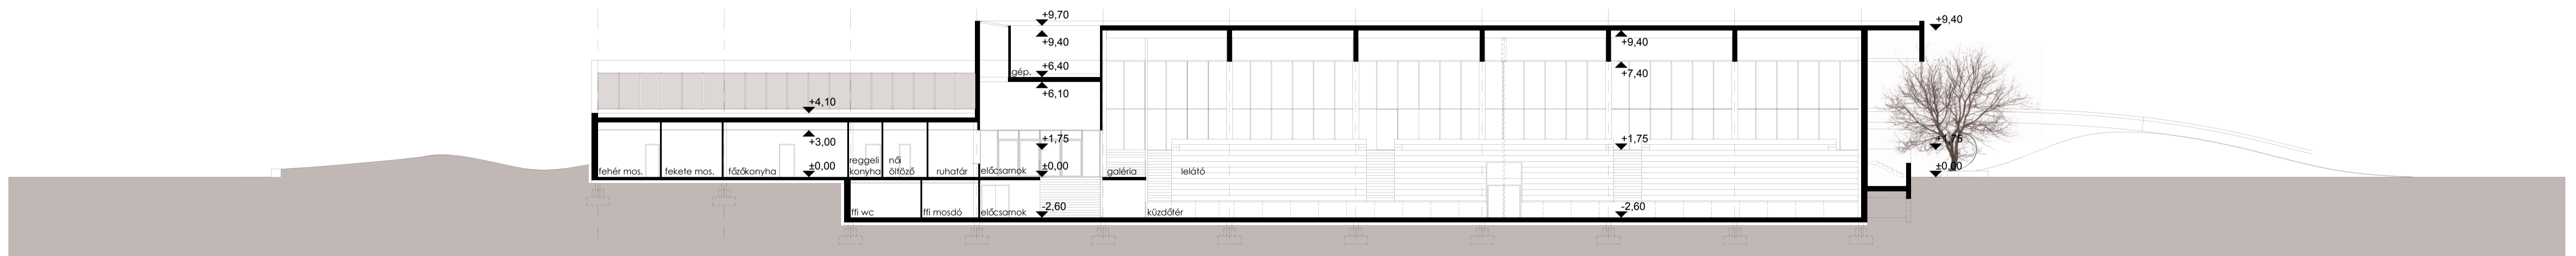 +9,70
+9,40
+9,40
+9,40
+6,40
gép.
+7,40
+6,10
+4,10
+3,00
+1,75
+1,75
+1,75
±0,00
±0,00
±0,00
fehér mos.
fekete mos.
főzőkonyha
reggeli
konyha
női
öltöző
ruhatár
előcsarnok
galéria
lelátó
ffi wc
ffi mosdó
előcsarnok
-2,60
küzdőtér
-2,60